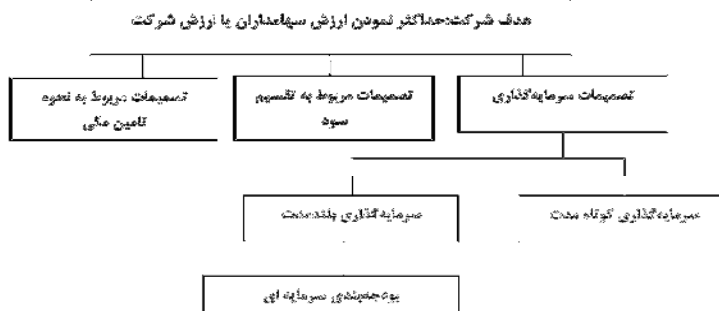 هدف شرکت:حداکثر نمودن ارزش سهامداران یا ارزش شرکت
تصمیمات سرمایه‌گذاری
تصمیمات مربوط به تقسیم
سود
تصمیمات مربوط به نحوه
تامین مالی
سرمایه‌گذاری کوتاه مدت
سرمایه‌گذاری بلندمدت
بودجه‌بندی سرمایه ای